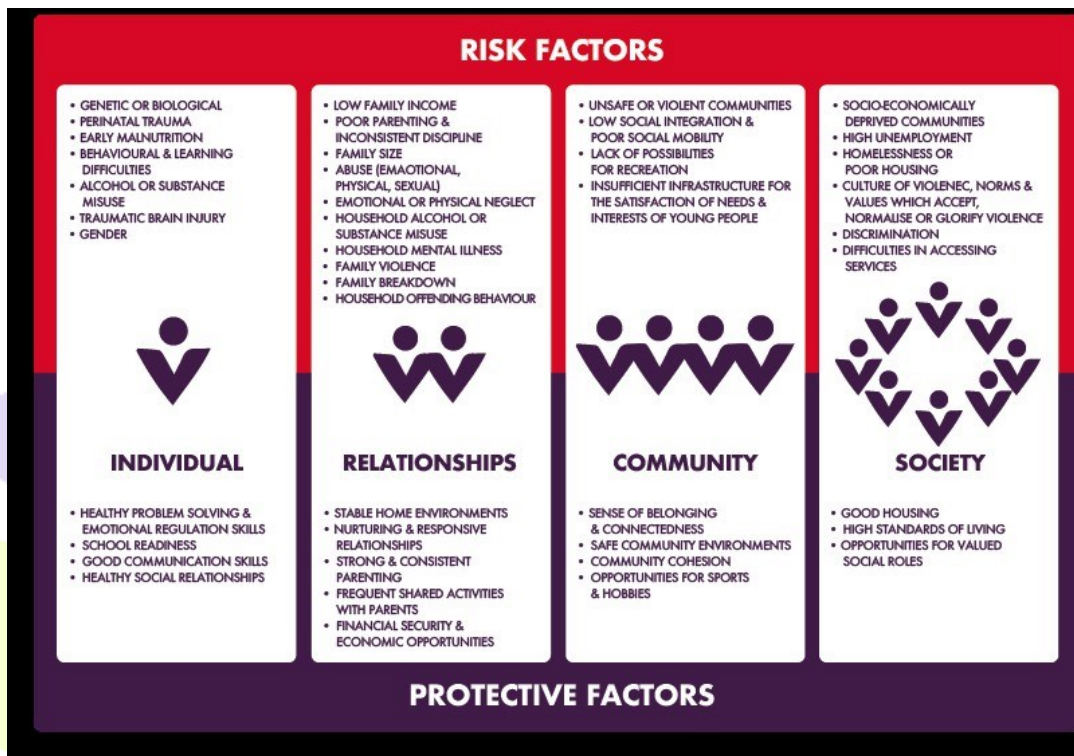 RISK FACTORS
• GENETIC OR BIOLOGICAL
• PERINATAL TRAUMA
• EARLY MALNUTRITION
• BEHAVIOURAL & LEARNING
DIFFICULTIES
• ALCOHOL OR SUBSTANCE
MISUSE
• TRAUMATIC BRAIN INJURY
• GENDER
INDIVIDUAL
• HEALTHY PROBLEM SOLVING &
EMOTIONAL REGULATION SKILLS
• SCHOOL READINESS
• GOOD COMMUNICATION SKILLS
• HEALTHY SOCIAL RELATIONSHIPS
• LOW FAMILY INCOME
• POOR PARENTING &
INCONSISTENT DISCIPLINE
• FAMILY SIZE
• ABUSE (EMAOTIONAL,
PHYSICAL, SEXUAL)
• EMOTIONAL OR PHYSICAL NEGLECT
• HOUSEHOLD ALCOHOL OR
SUBSTANCE MISUSE
• HOUSEHOLD MENTAL ILLNESS
• FAMILY VIOLENCE
• FAMILY BREAKDOWN
• HOUSEHOLD OFFENDING BEHAVIOUR
RELATIONSHIPS
• STABLE HOME ENVIRONMENTS
• NURTURING & RESPONSIVE
RELATIONSHIPS
• STRONG & CONSISTENT
PARENTING
• FREQUENT SHARED ACTIVITIES
WITH PARENTS
• FINANCIAL SECURITY &
ECONOMIC OPPORTUNITIES
• UNSAFE OR VIOLENT COMMUNITIES
• LOW SOCIAL INTEGRATION &
POOR SOCIAL MOBILITY
• LACK OF POSSIBILITIES
FOR RECREATION
• INSUFFICIENT INFRASTRUCTURE FOR
THE SATISFACTION OF NEEDS &
INTERESTS OF YOUNG PEOPLE
COMMUNITY
• SENSE OF BELONGING
& CONNECTEDNESS
• SAFE COMMUNITY ENVIRONMENTS
• COMMUNITY COHESION
• OPPORTUNITIES FOR SPORTS
& HOBBIES
• SOCIO-ECONOMICALLY
DEPRIVED COMMUNITIES
• HIGH UNEMPLOYMENT
• HOMELESSNESS OR
POOR HOUSING
• CULTURE OF VIOLENEC, NORMS &
VALUES WHICH ACCEPT,
NORMALISE OR GLORIFY VIOLENCE
• DISCRIMINATION
• DIFFICULTIES IN ACCESSING
SERVICES
SOCIETY
• GOOD HOUSING
• HIGH STANDARDS OF LIVING
• OPPORTUNITIES FOR VALUED
SOCIAL ROLES
PROTECTIVE FACTORS